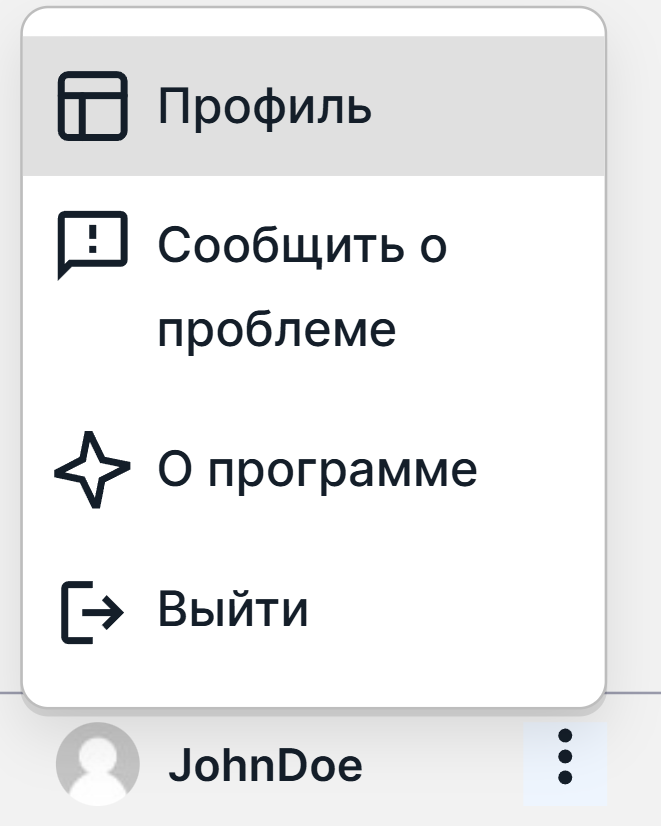 Профиль
Сообщить о
проблеме
О программе
Выйти
JohnDoe